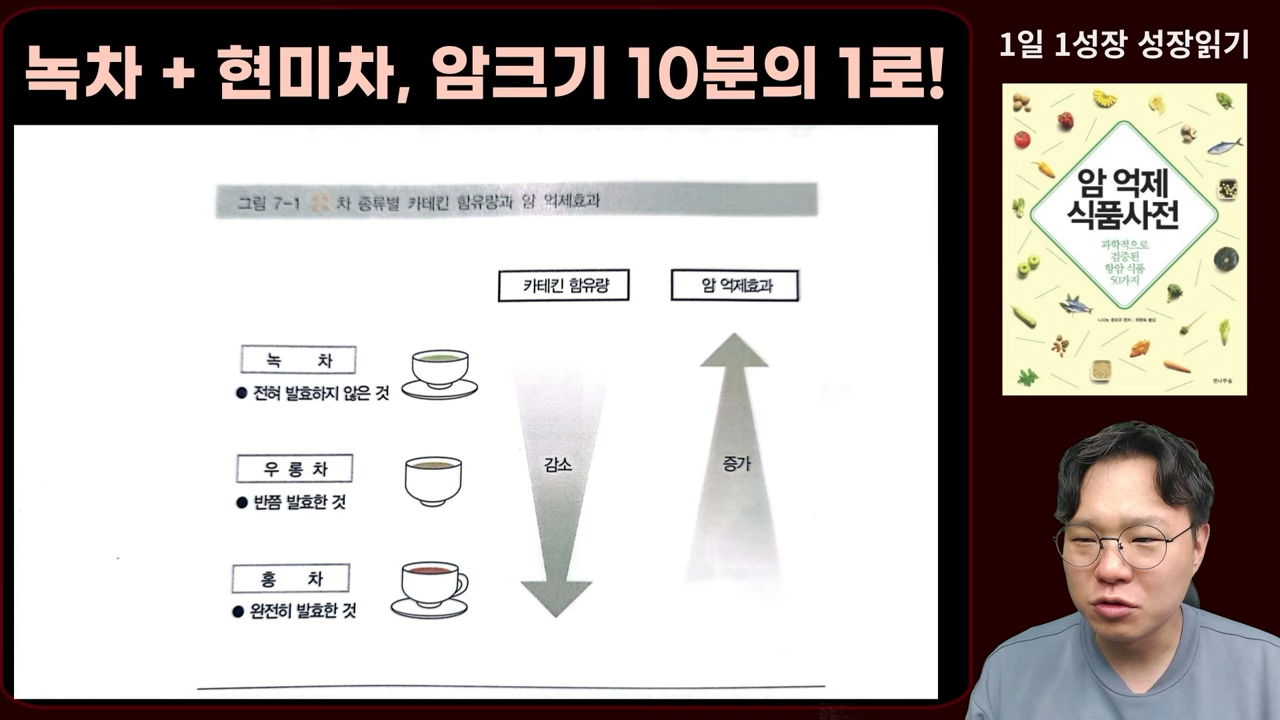 녹차 + 현미차, 암크기 10분의 1로!
1일 1성장 성장읽기
그림 7-1 차 종류별 카테킨 함유량과 암 억제효과
카테킨 함유량
암 억제효과
녹 차
● 전혀 발효하지 않은 것
우 롱 차
● 반쯤 발효한 것
홍 차
● 완전히 발효한 것
감소
증가
암 억제
식품사전
과학적으로
검증된
항암 식품
50가지
전나무숲